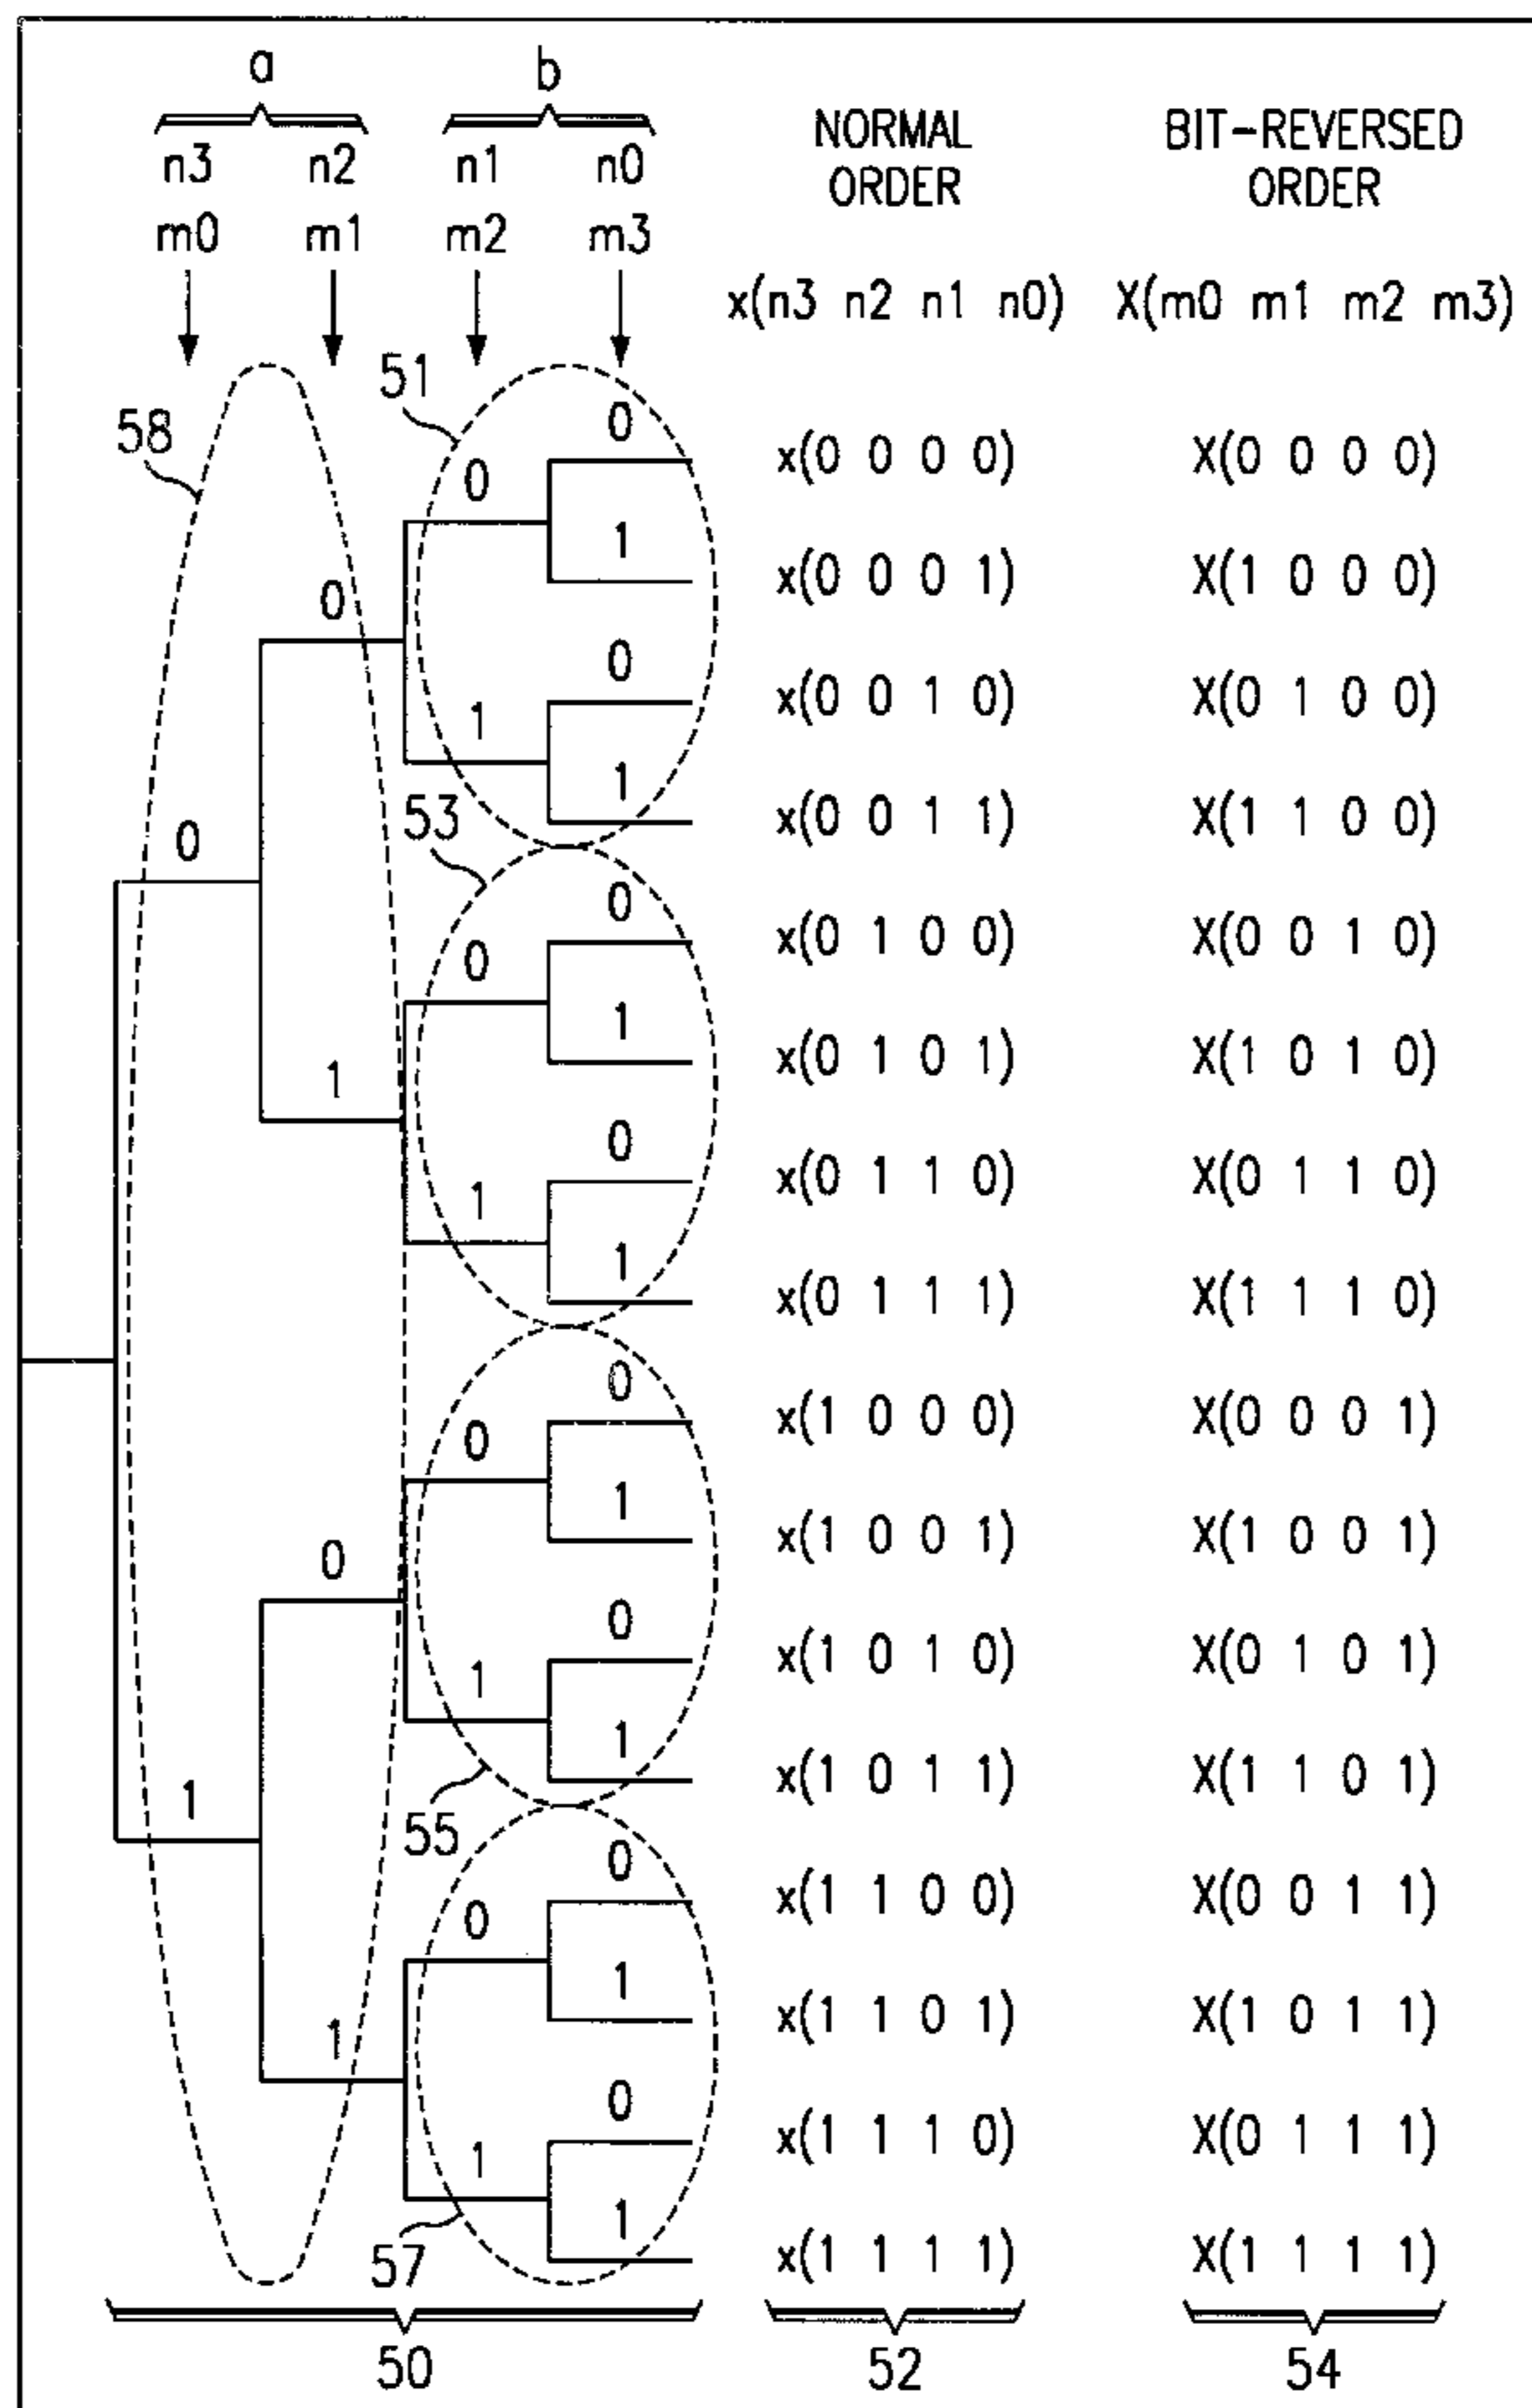 a b
n3 n2 n1 n0 NORMAL BIT-REVERSED
ORDER ORDER
m0 m1 m2 m3
x(n3 n2 n1 n0) X(m0 m1 m2 m3)
51
58
0
0
x(0 0 0 0) X(0 0 0 0)
1
x(0 0 0 1) X(1 0 0 0)
0
0
x(0 0 1 0) X(0 1 0 0)
1
1
53
x(0 0 1 1) X(1 1 0 0)
0
0
x(0 1 0 0) X(0 0 1 0)
0
1
x(0 1 0 1) X(1 0 1 0)
1
0
x(0 1 1 0) X(0 1 1 0)
1
1
x(0 1 1 1) X(1 1 1 0)
0
x(1 0 0 0) X(0 0 0 1)
0
1
x(1 0 0 1) X(1 0 0 1)
0
0
x(1 0 1 0) X(0 1 0 1)
1
1
x(1 0 1 1) X(1 1 0 1)
1
55
0
x(1 1 0 0) X(0 0 1 1)
0
1
x(1 1 0 1) X(1 0 1 1)
1
0
x(1 1 1 0) X(0 1 1 1)
1
1
x(1 1 1 1) X(1 1 1 1)
57
50 52 54